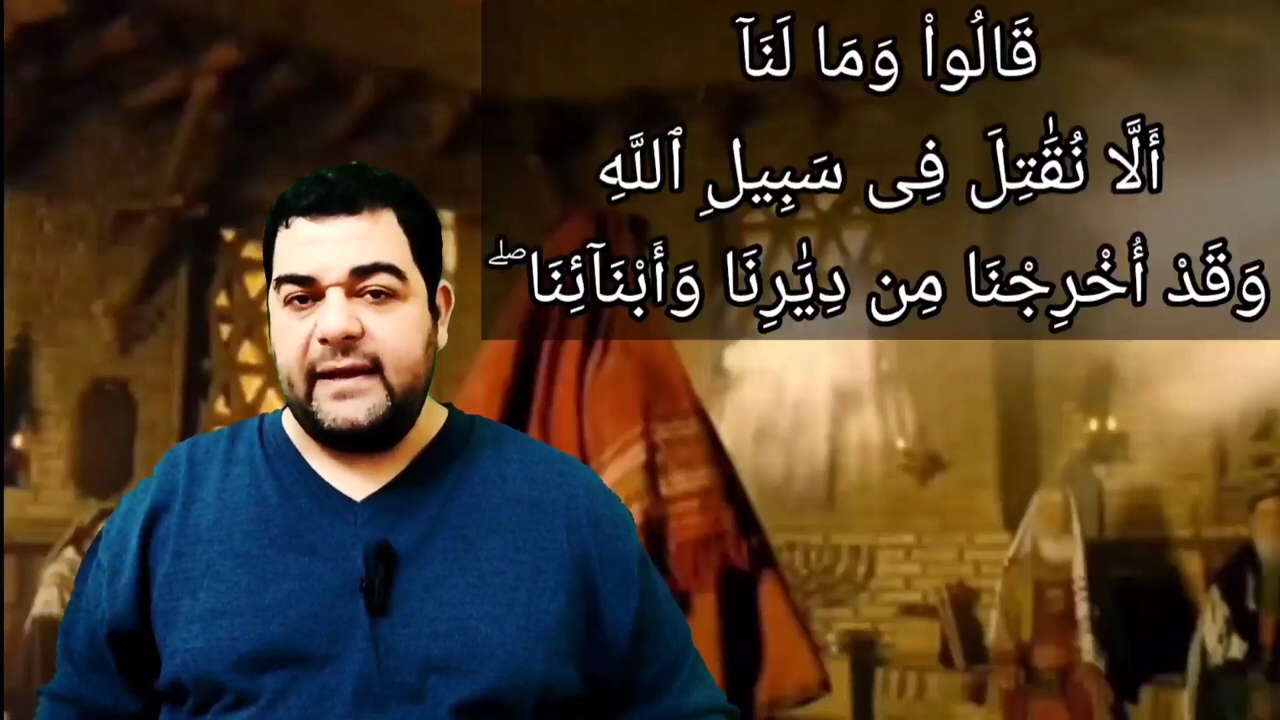 قَالُوا۟ وَمَا لَنَآ
أَلَّا نُقَٰتِلَ فِى سَبِيلِ ٱللَّهِ
وَقَدْ أُخْرِجْنَا مِن دِيَٰرِنَا وَأَبْنَآئِنَا ۖ